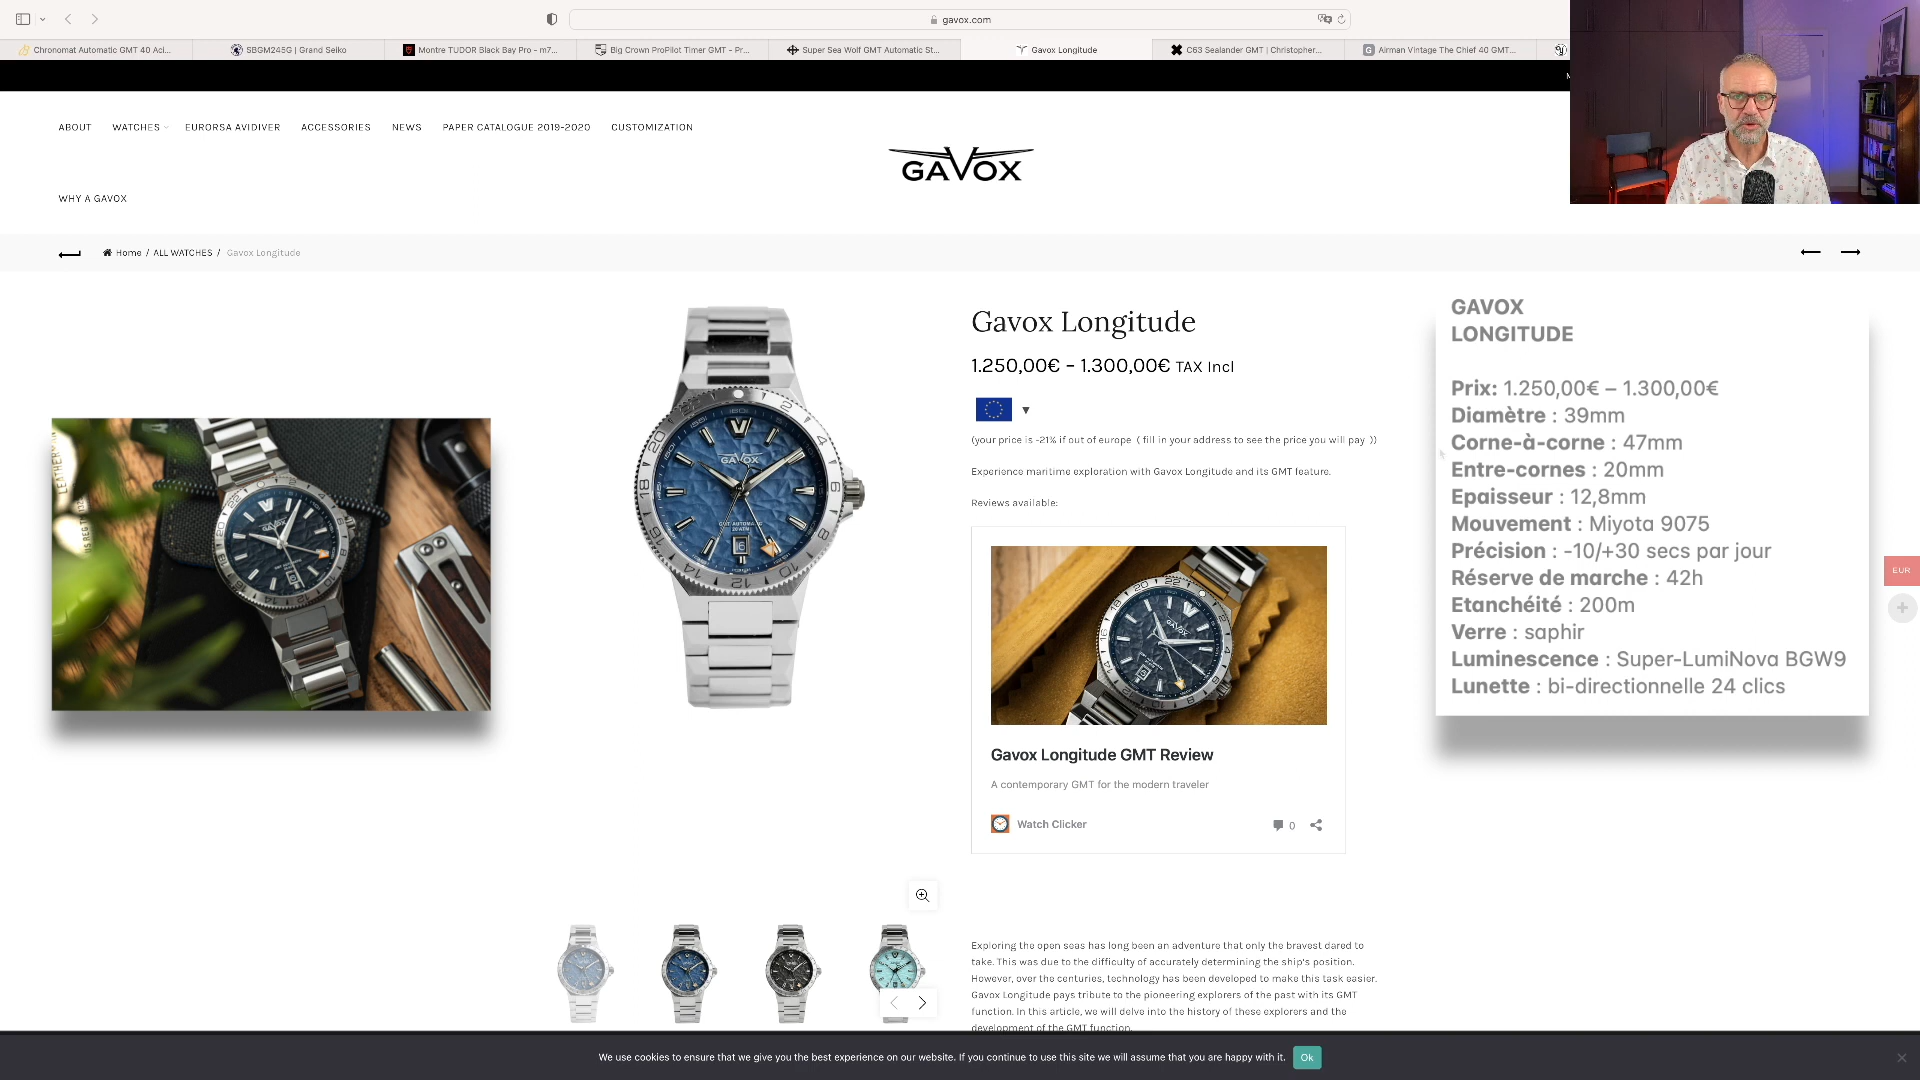 gavox.com
Chronomat Automatic GMT 40 Aci...
SBGM245G | Grand Seiko
Montre TUDOR Black Bay Pro - m7...
Big Crown ProPilot Timer GMT - Pr...
Super Sea Wolf GMT Automatic St...
Gavox Longitude
C63 Sealander GMT | Christopher...
Airman Vintage The Chief 40 GMT...
ABOUT
WATCHES
EURORSA AVIDIVER
ACCESSORIES
NEWS
PAPER CATALOGUE 2019-2020
CUSTOMIZATION
WHY A GAVOX
GAVOX
Home / ALL WATCHES / Gavox Longitude
Gavox Longitude
1.250,00€ – 1.300,00€ TAX Incl
(your price is -21% if out of europe ( fill in your address to see the price you will pay ))
Experience maritime exploration with Gavox Longitude and its GMT feature.
Reviews available:
Gavox Longitude GMT Review
A contemporary GMT for the modern traveler
Watch Clicker
0
Exploring the open seas has long been an adventure that only the bravest dared to
take. This was due to the difficulty of accurately determining the ship's position.
However, over the centuries, technology has been developed to make this task easier.
Gavox Longitude pays tribute to the pioneering explorers of the past with its GMT
function. In this article, we will delve into the history of these explorers and the
development of the GMT function.
GAVOX
LONGITUDE
Prix: 1.250,00€ – 1.300,00€
Diamètre : 39mm
Corne-à-corne : 47mm
Entre-cornes : 20mm
Epaisseur : 12,8mm
Mouvement : Miyota 9075
Précision : -10/+30 secs par jour
Réserve de marche : 42h
Etanchéité : 200m
Verre : saphir
Luminescence : Super-LumiNova BGW9
Lunette : bi-directionnelle 24 clics
EUR
We use cookies to ensure that we give you the best experience on our website. If you continue to use this site we will assume that you are happy with it.
Ok